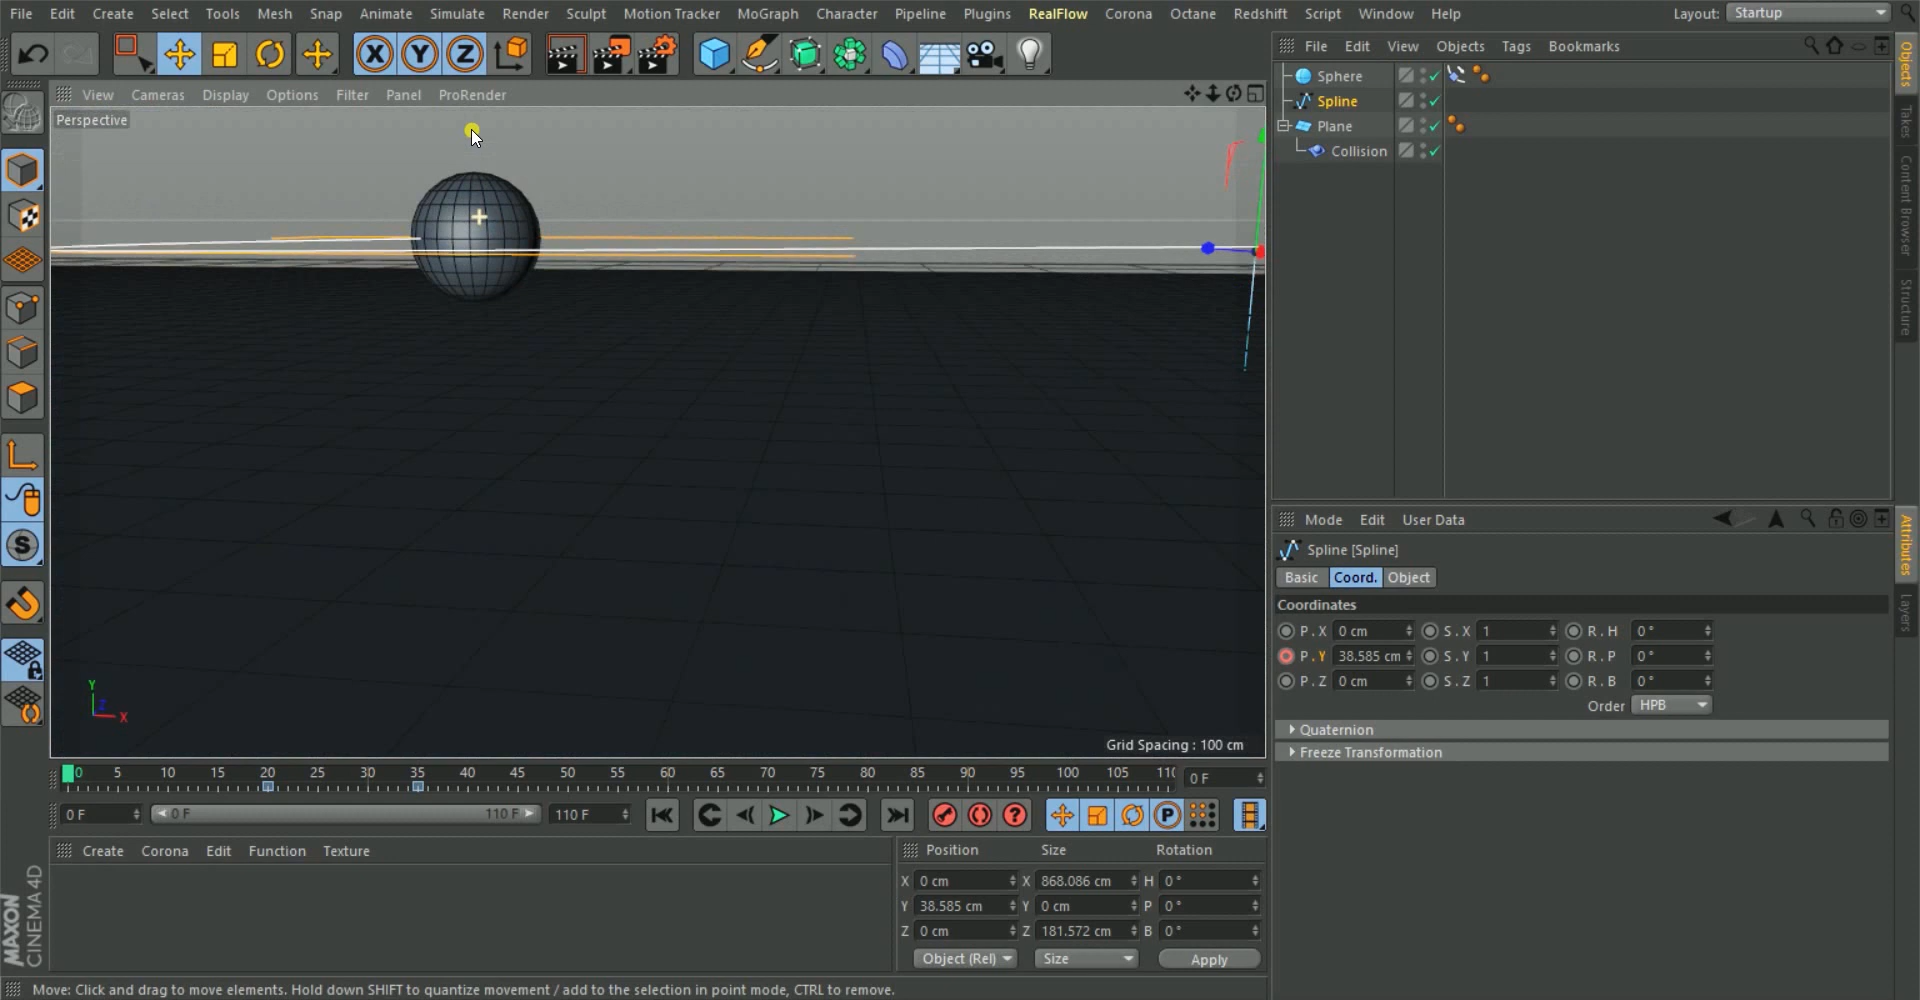 File Edit Create Select Tools Mesh Snap Animate Simulate Render Sculpt Motion Tracker MoGraph Character Pipeline Plugins RealFlow Corona Octane Redshift Script Window Help Layout: Startup
X Y Z
File Edit View Objects Tags Bookmarks
View Cameras Display Options Filter Panel ProRender
Perspective
Sphere
Spline
Plane
Collision
Objects
Takes
Content Browser
Structure
Mode Edit User Data
Spline [Spline]
Basic Coord. Object
Coordinates
P . X 0 cm S . X 1 R . H 0 °
P . Y 38.585 cm S . Y 1 R . P 0 °
P . Z 0 cm S . Z 1 R . B 0 °
Order HPB
Quaternion
Freeze Transformation
Attributes
Layers
S
Y
Z
X
Grid Spacing : 100 cm
0 5 10 15 20 25 30 35 40 45 50 55 60 65 70 75 80 85 90 95 100 105 110 0 F
0 F 0 F 110 F 110 F
P
Create Corona Edit Function Texture
Position Size Rotation
X 0 cm X 868.086 cm H 0 °
Y 38.585 cm Y 0 cm P 0 °
Z 0 cm Z 181.572 cm B 0 °
Object (Rel) Size Apply
MAXON
CINEMA 4D
Move: Click and drag to move elements. Hold down SHIFT to quantize movement / add to the selection in point mode, CTRL to remove.